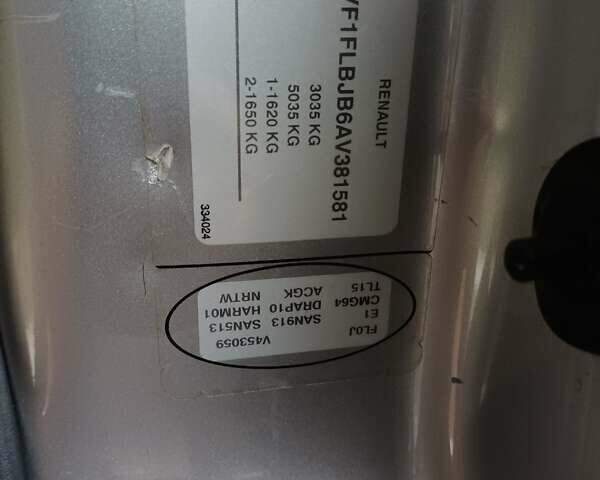 RENAULT
VF1FLBJB6AV381581
3035 KG
5035 KG
1-1620 KG
2-1650 KG
334024
FL0J V453059
E1 SAN913 SAN513
CMG64 DRAP10 HARM01
TL15 ACGK NRTW